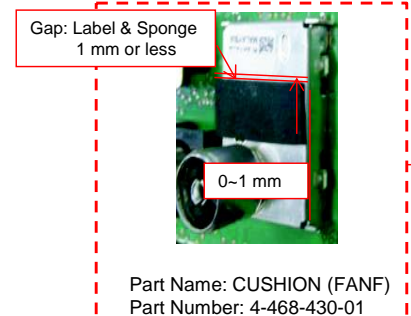 Gap: Label & Sponge
1 mm or less
0~1 mm
Part Name: CUSHION (FANF)
Part Number: 4-468-430-01